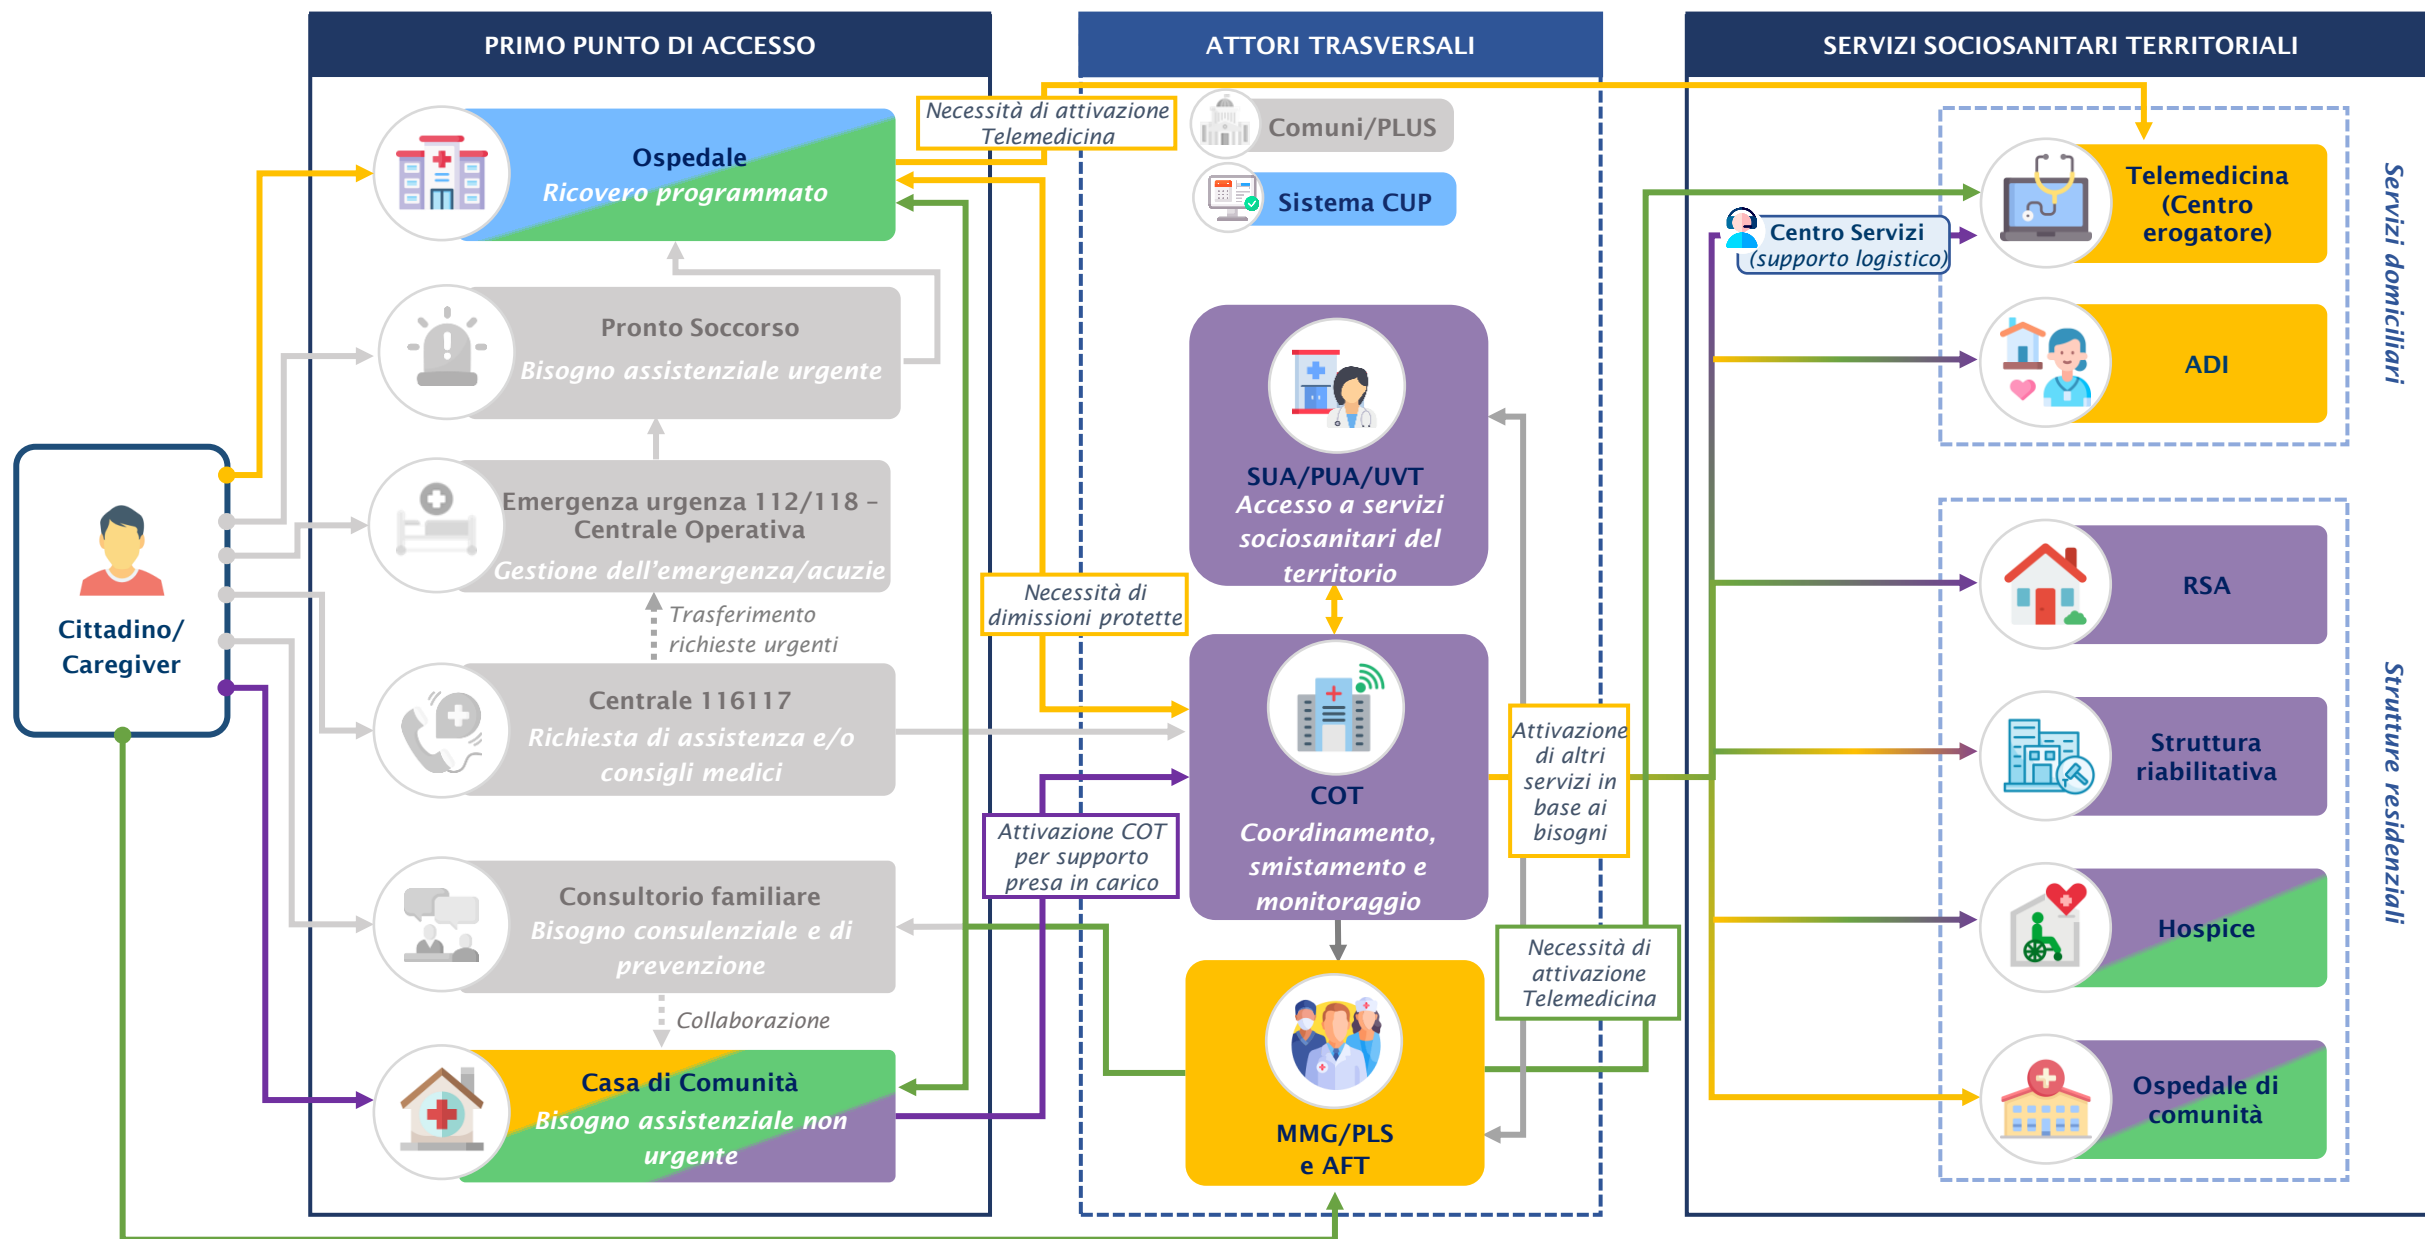 PRIMO PUNTO DI ACCESSO
ATTORI TRASVERSALI
SERVIZI SOCIOSANITARI TERRITORIALI
Cittadino/
Caregiver
Ospedale
Ricovero programmato
Pronto Soccorso
Bisogno assistenziale urgente
Emergenza urgenza 112/118 –
Centrale Operativa
Gestione dell'emergenza/acuzie
Trasferimento
richieste urgenti
Centrale 116117
Richiesta di assistenza e/o
consigli medici
Consultorio familiare
Bisogno consulenziale e di
prevenzione
Collaborazione
Casa di Comunità
Bisogno assistenziale non
urgente
Necessità di attivazione
Telemedicina
Necessità di
dimissioni protette
Attivazione COT
per supporto
presa in carico
Comuni/PLUS
Sistema CUP
SUA/PUA/UVT
Accesso a servizi
sociosanitari del
territorio
COT
Coordinamento,
smistamento e
monitoraggio
MMG/PLS
e AFT
Attivazione
di altri
servizi in
base ai
bisogni
Necessità di
attivazione
Telemedicina
Centro Servizi
(supporto logistico)
Telemedicina
(Centro
erogatore)
ADI
Servizi domiciliari
RSA
Struttura
riabilitativa
Hospice
Ospedale di
comunità
Strutture residenziali